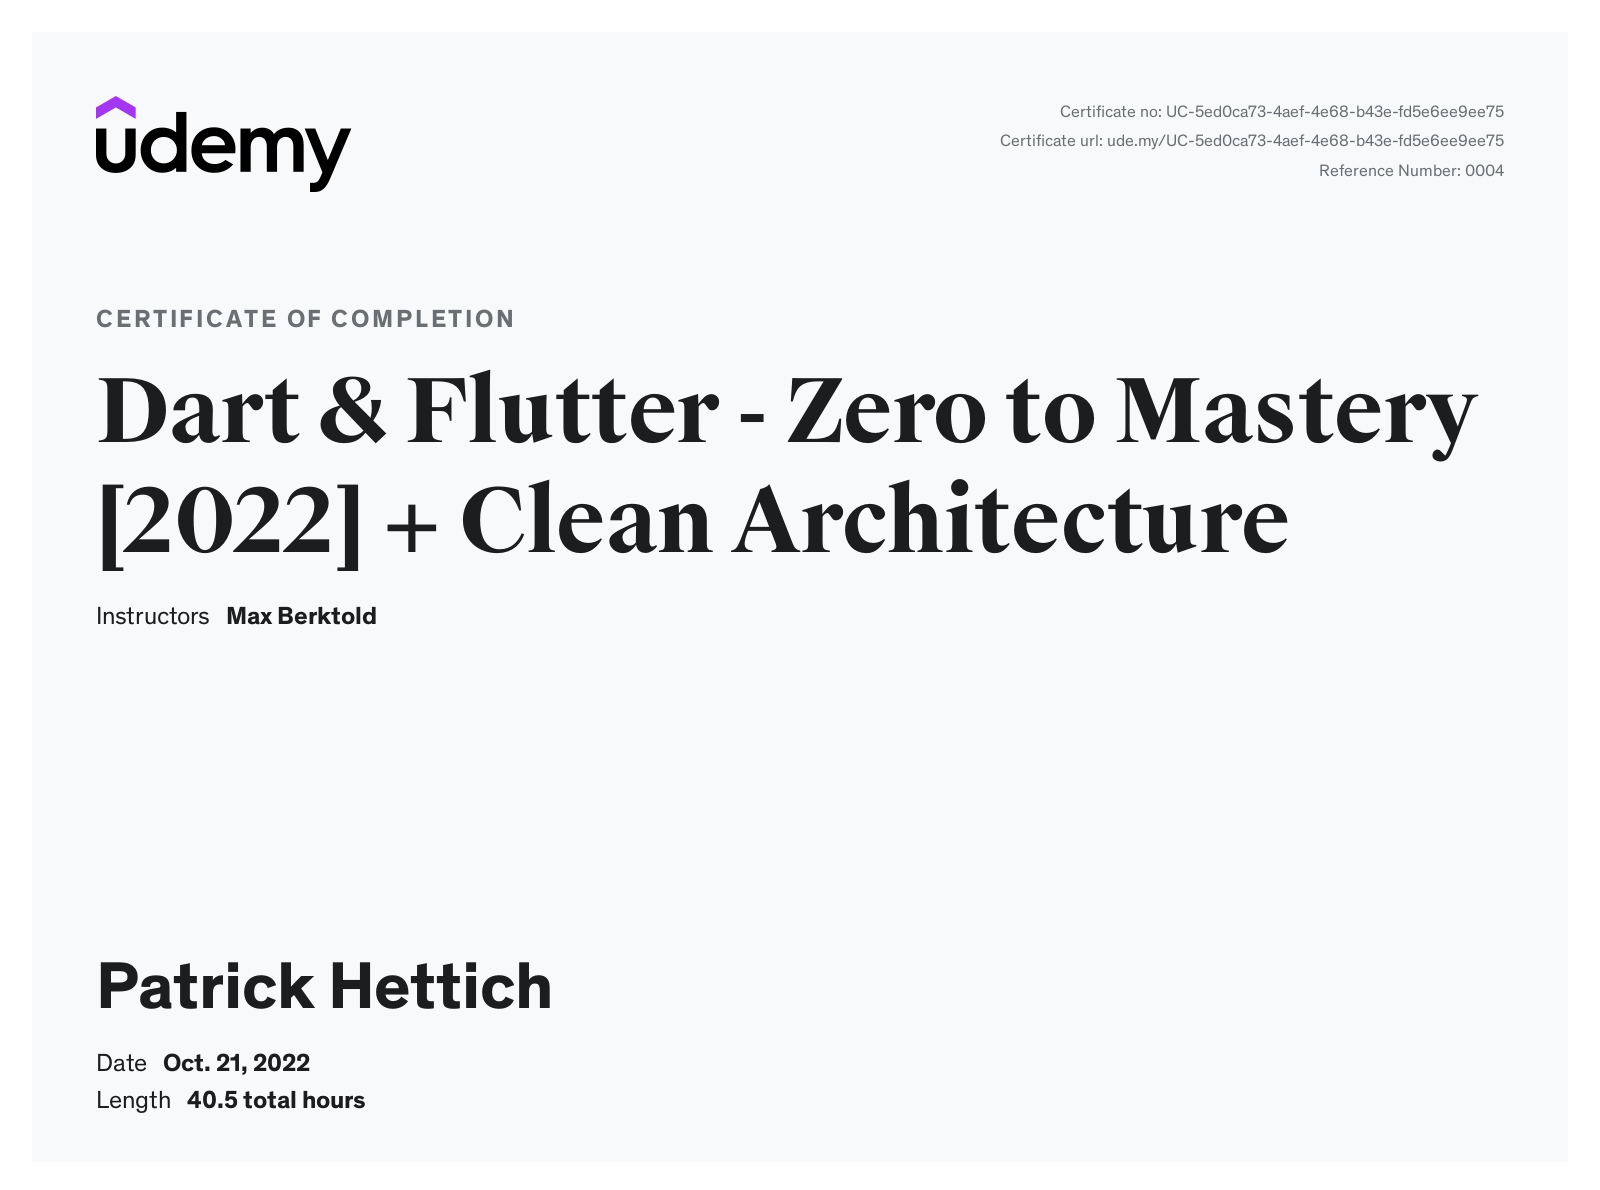 udemy
Certificate no: UC-5ed0ca73-4aef-4e68-b43e-fd5e6ee9ee75
Certificate url: ude.my/UC-5ed0ca73-4aef-4e68-b43e-fd5e6ee9ee75
Reference Number: 0004
CERTIFICATE OF COMPLETION
Dart & Flutter - Zero to Mastery
[2022] + Clean Architecture
Instructors Max Berktold
Patrick Hettich
Date Oct. 21, 2022
Length 40.5 total hours